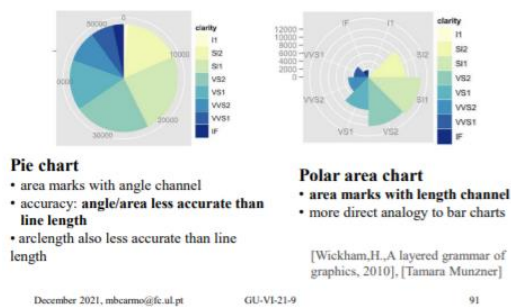 50000
0
10000
20000
30000
clarity
I1
SI2
SI1
VS2
VS1
VVS2
VVS1
IF
12000
10000
8000
6000
4000
2000
0
IF
I1
VVS1
SI2
VVS2
SI1
VS1
VS2
clarity
I1
SI2
SI1
VS2
VS1
VVS2
VVS1
IF
Pie chart
• area marks with angle channel
• accuracy: angle/area less accurate than
line length
• arclength also less accurate than line
length
Polar area chart
• area marks with length channel
• more direct analogy to bar charts
[Wickham,H.,A layered grammar of
graphics, 2010], [Tamara Munzner]
December 2021, mbcarmo@fc.ul.pt
GU-VI-21-9
91